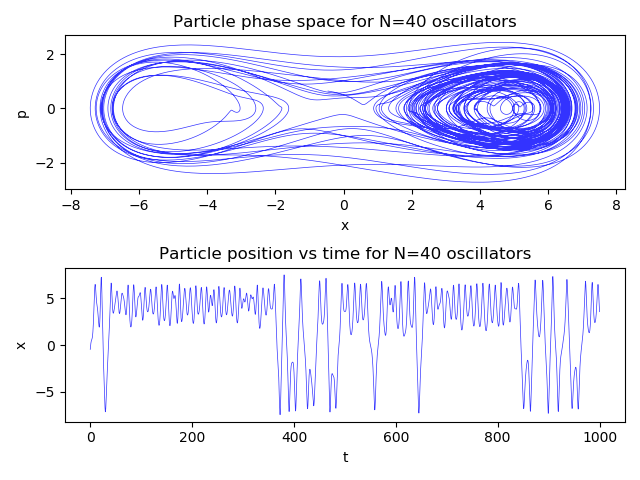 Particle phase space for N=40 oscillators
2
0
−2
p
−8 −6 −4 −2 0 2 4 6 8
x
Particle position vs time for N=40 oscillators
5
0
−5
x
0 200 400 600 800 1000
t